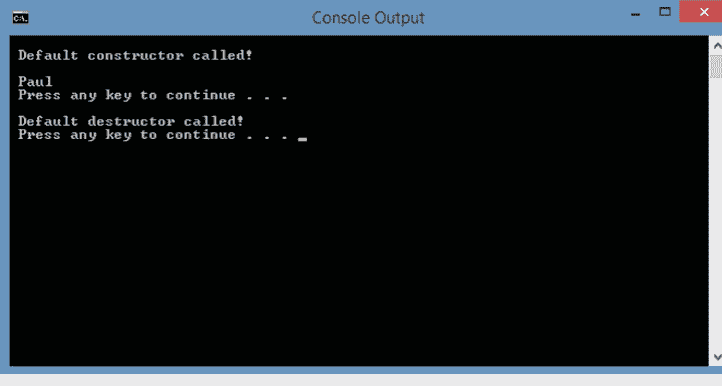 C:\.
Console Output
Default constructor called!
Paul
Press any key to continue . . .
Default destructor called!
Press any key to continue . . .